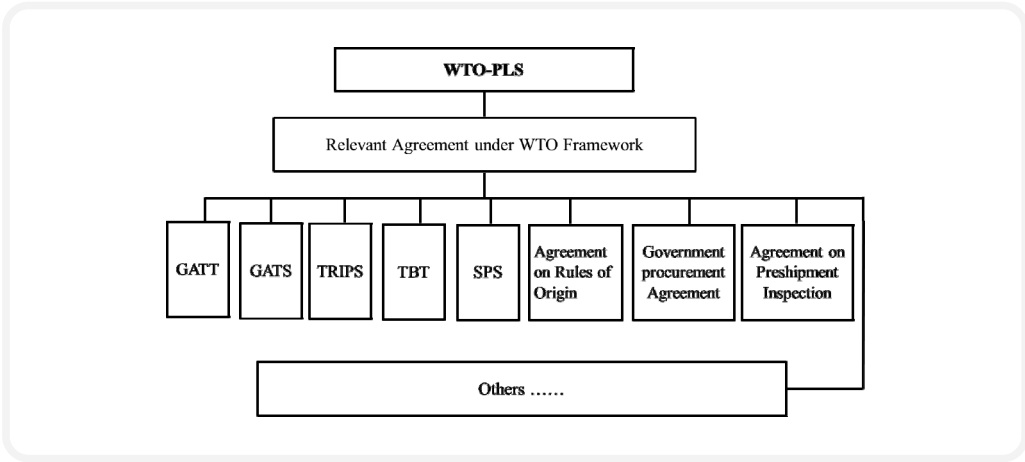 WTO-PLS
Relevant Agreement under WTO Framework
GATT
GATS
TRIPS
TBT
SPS
Agreement
on Rules of
Origin
Government
procurement
Agreement
Agreement on
Preshipment
Inspection
Others ......